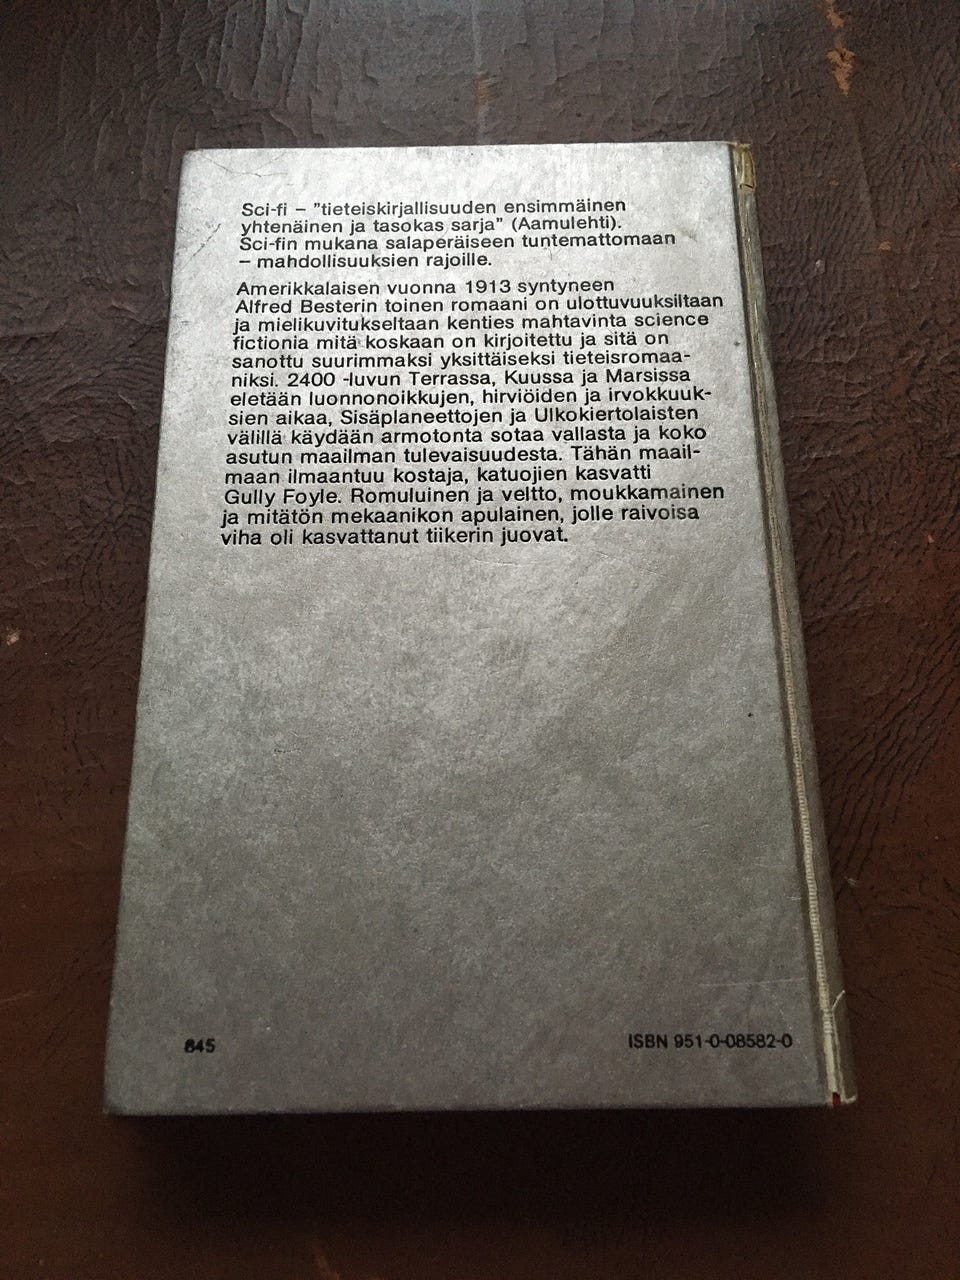 Sci-fi – "tieteiskirjallisuuden ensimmäinen
yhtenäinen ja tasokas sarja" (Aamulehti).
Sci-fin mukana salaperäiseen tuntemattomaan
– mahdollisuuksien rajoille.
Amerikkalaisen vuonna 1913 syntyneen
Alfred Besterin toinen romaani on ulottuvuuksiltaan
ja mielikuvitukseltaan kenties mahtavinta science
fictionia mitä koskaan on kirjoitettu ja sitä on
sanottu suurimmaksi yksittäiseksi tieteisromaa-
niksi. 2400 -luvun Terrassa, Kuussa ja Marsissa
eletään luonnonoikkujen, hirviöiden ja irvokkuuk-
sien aikaa, Sisäplaneettojen ja Ulkokiertolaisten
välillä käydään armotonta sotaa vallasta ja koko
asutun maailman tulevaisuudesta. Tähän maail-
maan ilmaantuu kostaja, katuojien kasvatti
Gully Foyle. Romuluinen ja veltto, moukkamainen
ja mitätön mekaanikon apulainen, jolle raivoisa
viha oli kasvattanut tiikerin juovat.
845
ISBN 951-0-08582-0